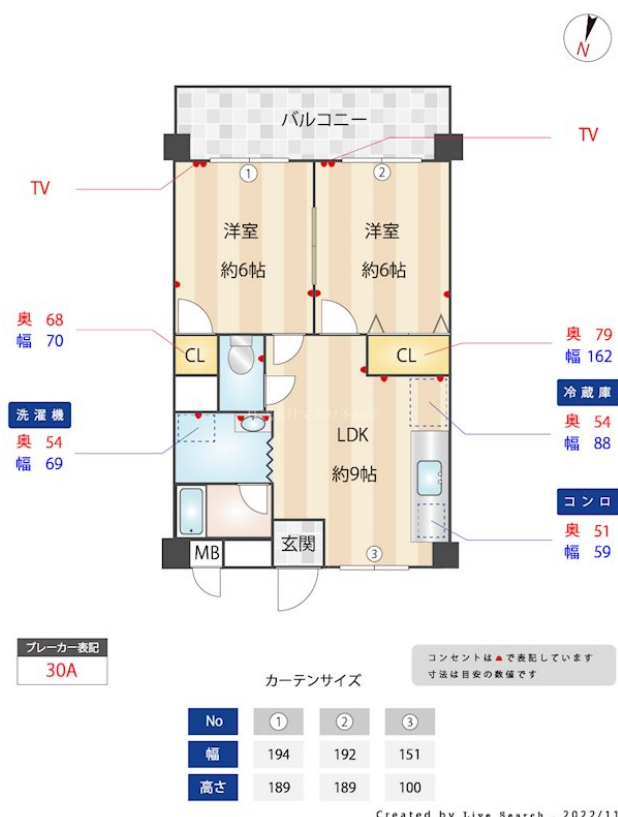 N
バルコニー
TV
TV
①
②
洋室
約6帖
洋室
約6帖
奥 68
幅 70
CL
CL
奥 79
幅 162
洗濯機
奥 54
幅 69
冷蔵庫
奥 54
幅 88
LDK
約9帖
コンロ
奥 51
幅 59
MB
玄関
③
ブレーカー表記
30A
コンセントは で表記しています
寸法は目安の数値です
カーテンサイズ
No ① ② ③
幅 194 192 151
高さ 189 189 100
Created by Live Search . 2022/11